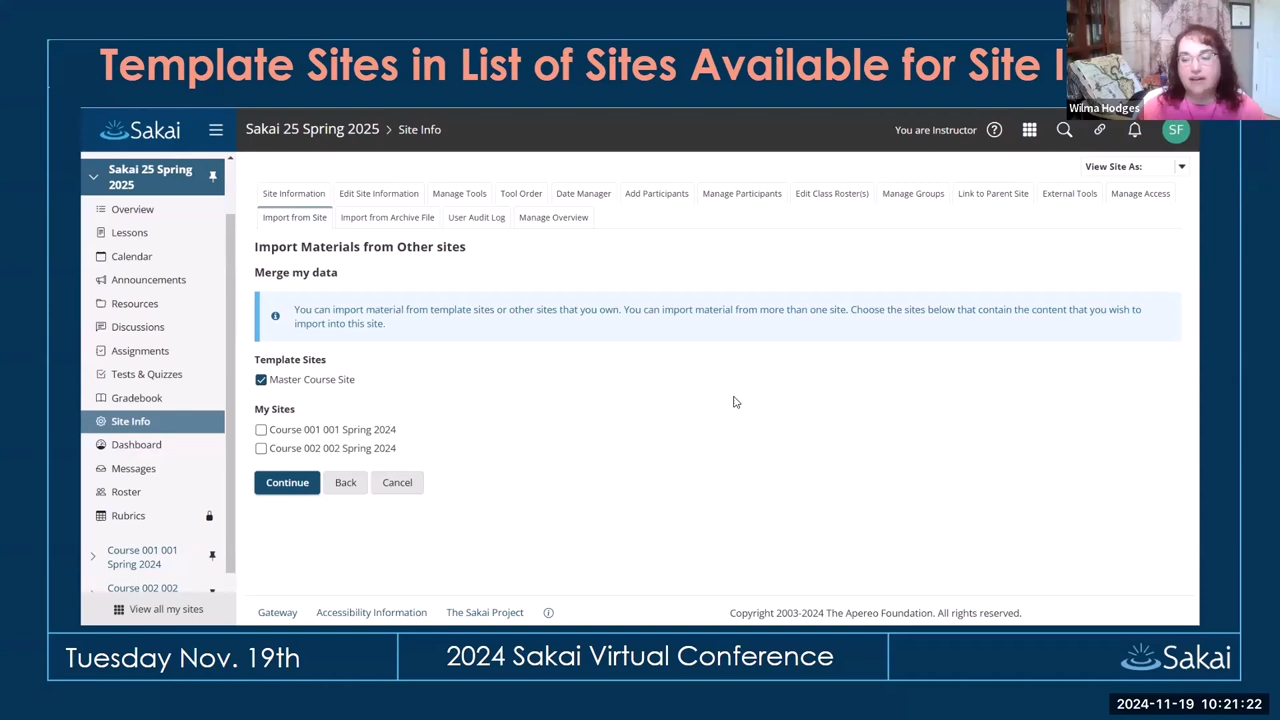 Template Sites in List of Sites Available for Site
Wilma Hodges
Sakai
Sakai 25 Spring 2025 > Site Info
You are Instructor
SF
Sakai 25 Spring
2025
Overview
Lessons
Calendar
Announcements
Resources
Discussions
Assignments
Tests & Quizzes
Gradebook
Site Info
Dashboard
Messages
Roster
Rubrics
Course 001 001
Spring 2024
Course 002 002
View all my sites
View Site As:
Site Information Edit Site Information Manage Tools Tool Order Date Manager Add Participants Manage Participants Edit Class Roster(s) Manage Groups Link to Parent Site External Tools Manage Access
Import from Site Import from Archive File User Audit Log Manage Overview
Import Materials from Other sites
Merge my data
You can import material from template sites or other sites that you own. You can import material from more than one site. Choose the sites below that contain the content that you wish to
import into this site.
Template Sites
Master Course Site
My Sites
Course 001 001 Spring 2024
Course 002 002 Spring 2024
Continue Back Cancel
Gateway Accessibility Information The Sakai Project Copyright 2003-2024 The Apereo Foundation. All rights reserved.
Tuesday Nov. 19th
2024 Sakai Virtual Conference
Sakai
2024-11-19 10:21:22